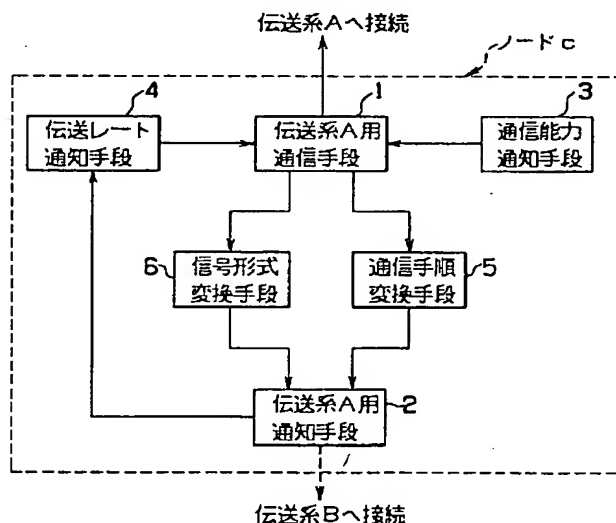 伝送系Aへ接続
ノードc
4
1
3
伝送レート
通知手段
伝送系A用
通信手段
通信能力
通知手段
6
信号形式
変換手段
通信手順
変換手段
5
伝送系A用
通知手段
2
伝送系Bへ接続